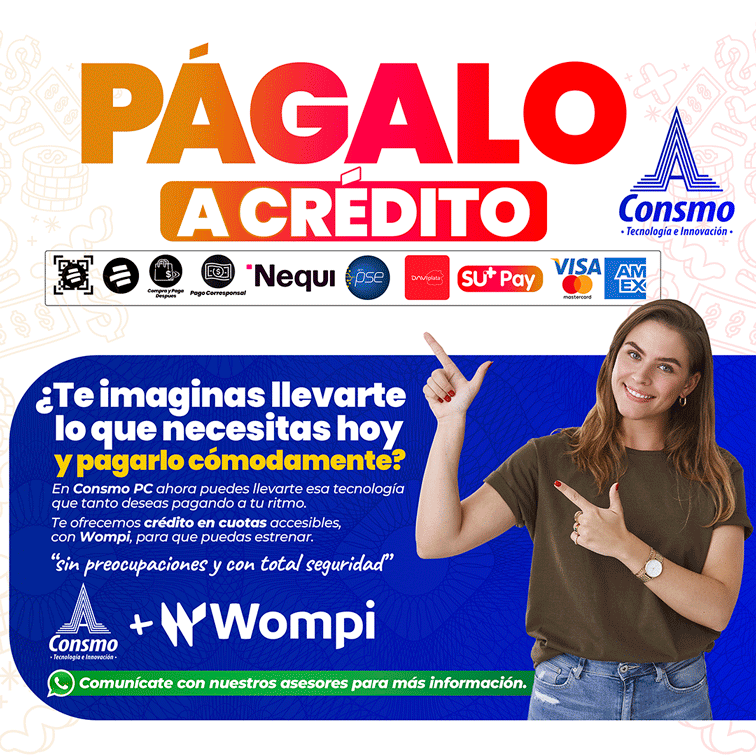 PÁGALO
A CRÉDITO
Consmo
• Tecnología e Innovación •
Compra y Paga
Despues
Pago Corresponsal
Nequi
pse
DaviPlata
SU+ Pay
VISA
mastercard
AM
EX
¿Te imaginas llevarte
lo que necesitas hoy
y pagarlo cómodamente?
En Consmo PC ahora puedes llevarte esa tecnología
que tanto deseas pagando a tu ritmo.
Te ofrecemos crédito en cuotas accesibles,
con Wompi, para que puedas estrenar.
“sin preocupaciones y con total seguridad”
Consmo
• Tecnología e Innovación •
+ Wompi
Comunícate con nuestros asesores para más información.